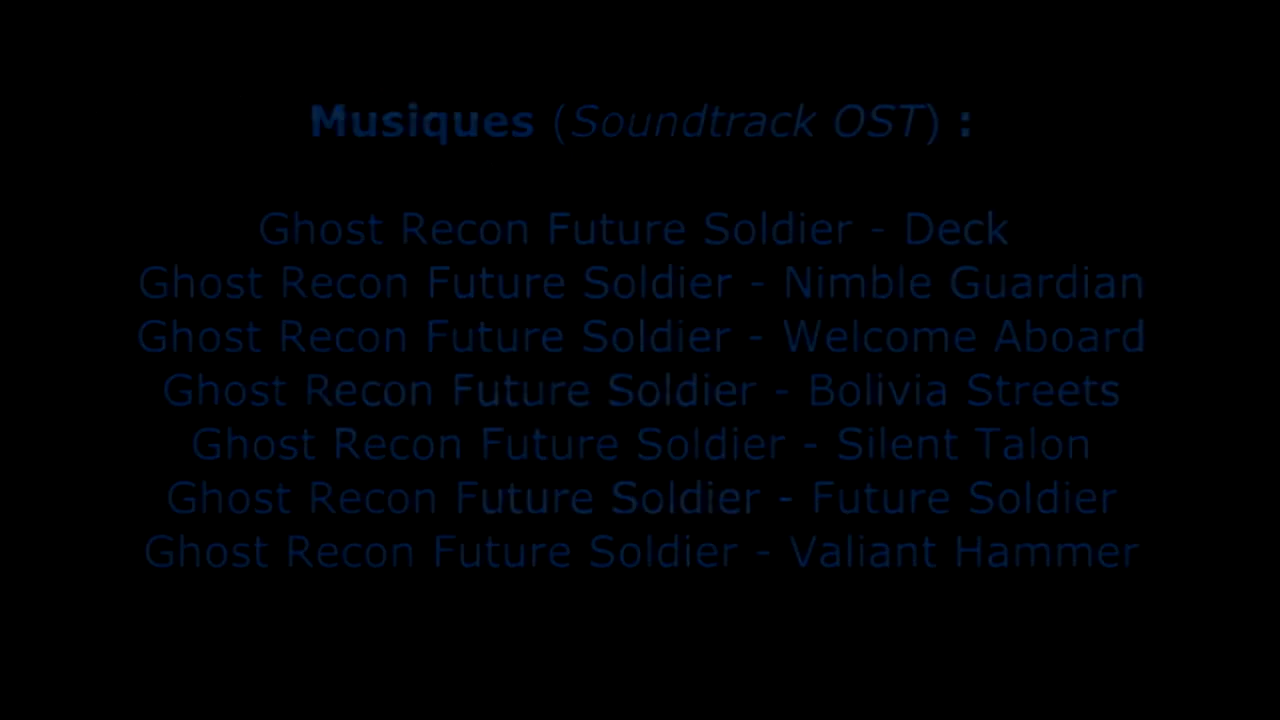 Musiques (Soundtrack OST) :
Ghost Recon Future Soldier - Deck
Ghost Recon Future Soldier - Nimble Guardian
Ghost Recon Future Soldier - Welcome Aboard
Ghost Recon Future Soldier - Bolivia Streets
Ghost Recon Future Soldier - Silent Talon
Ghost Recon Future Soldier - Future Soldier
Ghost Recon Future Soldier - Valiant Hammer